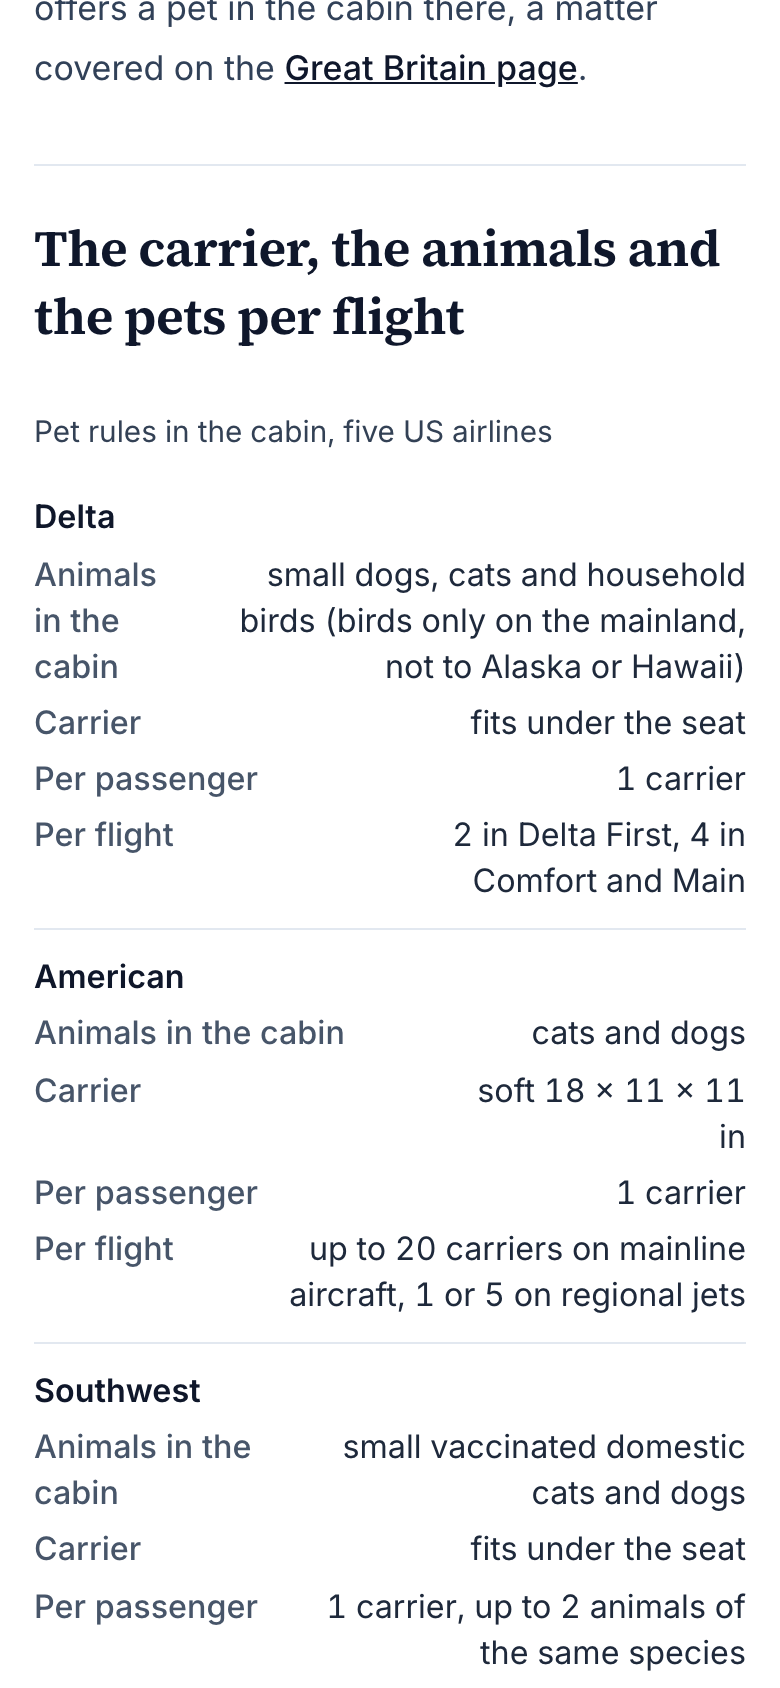 offers a pet in the cabin there, a matter
covered on the Great Britain page.
The carrier, the animals and
the pets per flight
Pet rules in the cabin, five US airlines
Delta
Animals in the cabin
small dogs, cats and household
birds (birds only on the mainland,
not to Alaska or Hawaii)
Carrier fits under the seat
Per passenger 1 carrier
Per flight 2 in Delta First, 4 in
Comfort and Main
American
Animals in the cabin cats and dogs
Carrier soft 18 × 11 × 11
in
Per passenger 1 carrier
Per flight up to 20 carriers on mainline
aircraft, 1 or 5 on regional jets
Southwest
Animals in the cabin
small vaccinated domestic
cats and dogs
Carrier fits under the seat
Per passenger 1 carrier, up to 2 animals of
the same species